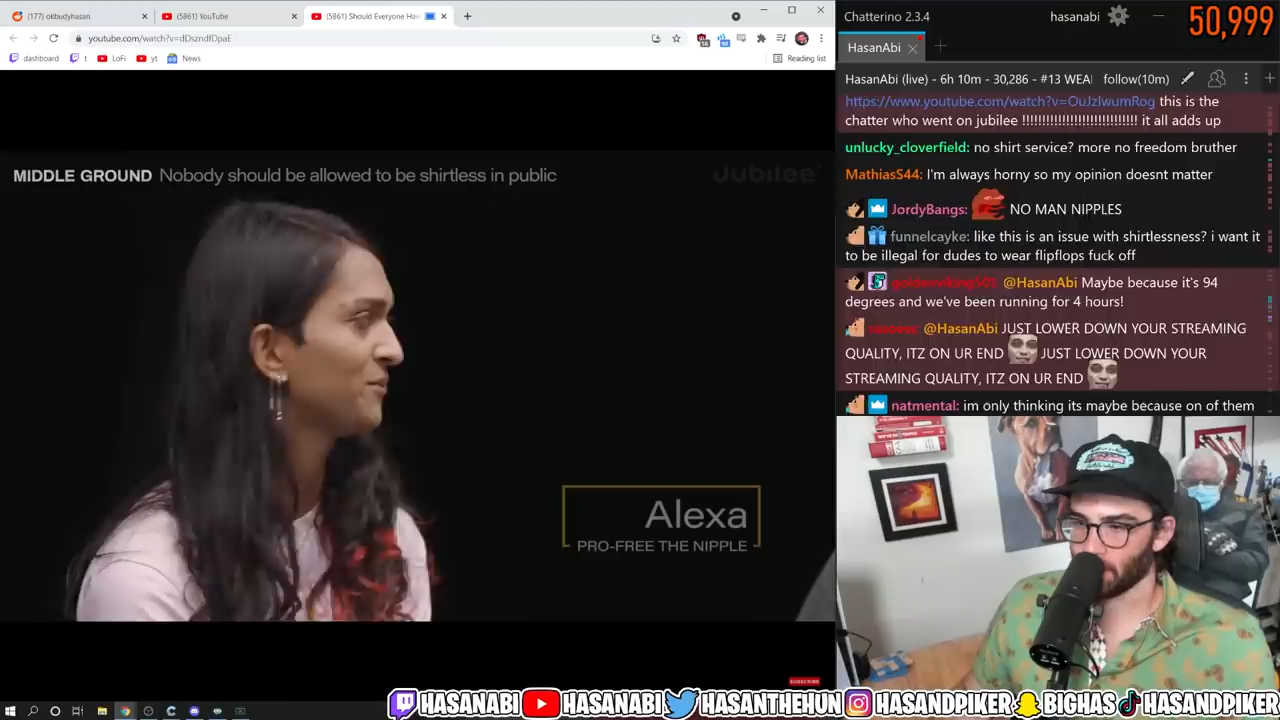 (177) okbudyhasan
(5861) YouTube
(5861) Should Everyone Hav
youtube.com/watch?v=dDszndfDpaE
dashboard
t
LoFi
yt
News
Reading list
MIDDLE GROUND Nobody should be allowed to be shirtless in public
Jubilee
Alexa
PRO-FREE THE NIPPLE
SUBSCRIBE
Chatterino 2.3.4
hasanabi
50,999
HasanAbi
HasanAbi (live) - 6h 10m - 30,286 - #13 WEA
follow(10m)
https://www.youtube.com/watch?v=OuJzIwumRog this is the
chatter who went on jubilee !!!!!!!!!!!!!!!!!!!!!!!!!!!! it all adds up
unlucky_cloverfield: no shirt service? more no freedom bruther
MathiasS44: I'm always horny so my opinion doesnt matter
JordyBangs: NO MAN NIPPLES
funnelcayke: like this is an issue with shirtlessness? i want it
to be illegal for dudes to wear flipflops fuck off
@HasanAbi Maybe because it's 94
degrees and we've been running for 4 hours!
@HasanAbi JUST LOWER DOWN YOUR STREAMING
QUALITY, ITZ ON UR END JUST LOWER DOWN YOUR
STREAMING QUALITY, ITZ ON UR END
natmental: im only thinking its maybe because on of them
HASANABI HASANABI HASANTHEHUN HASANDPIKER BIGHAS HASANDPIKER